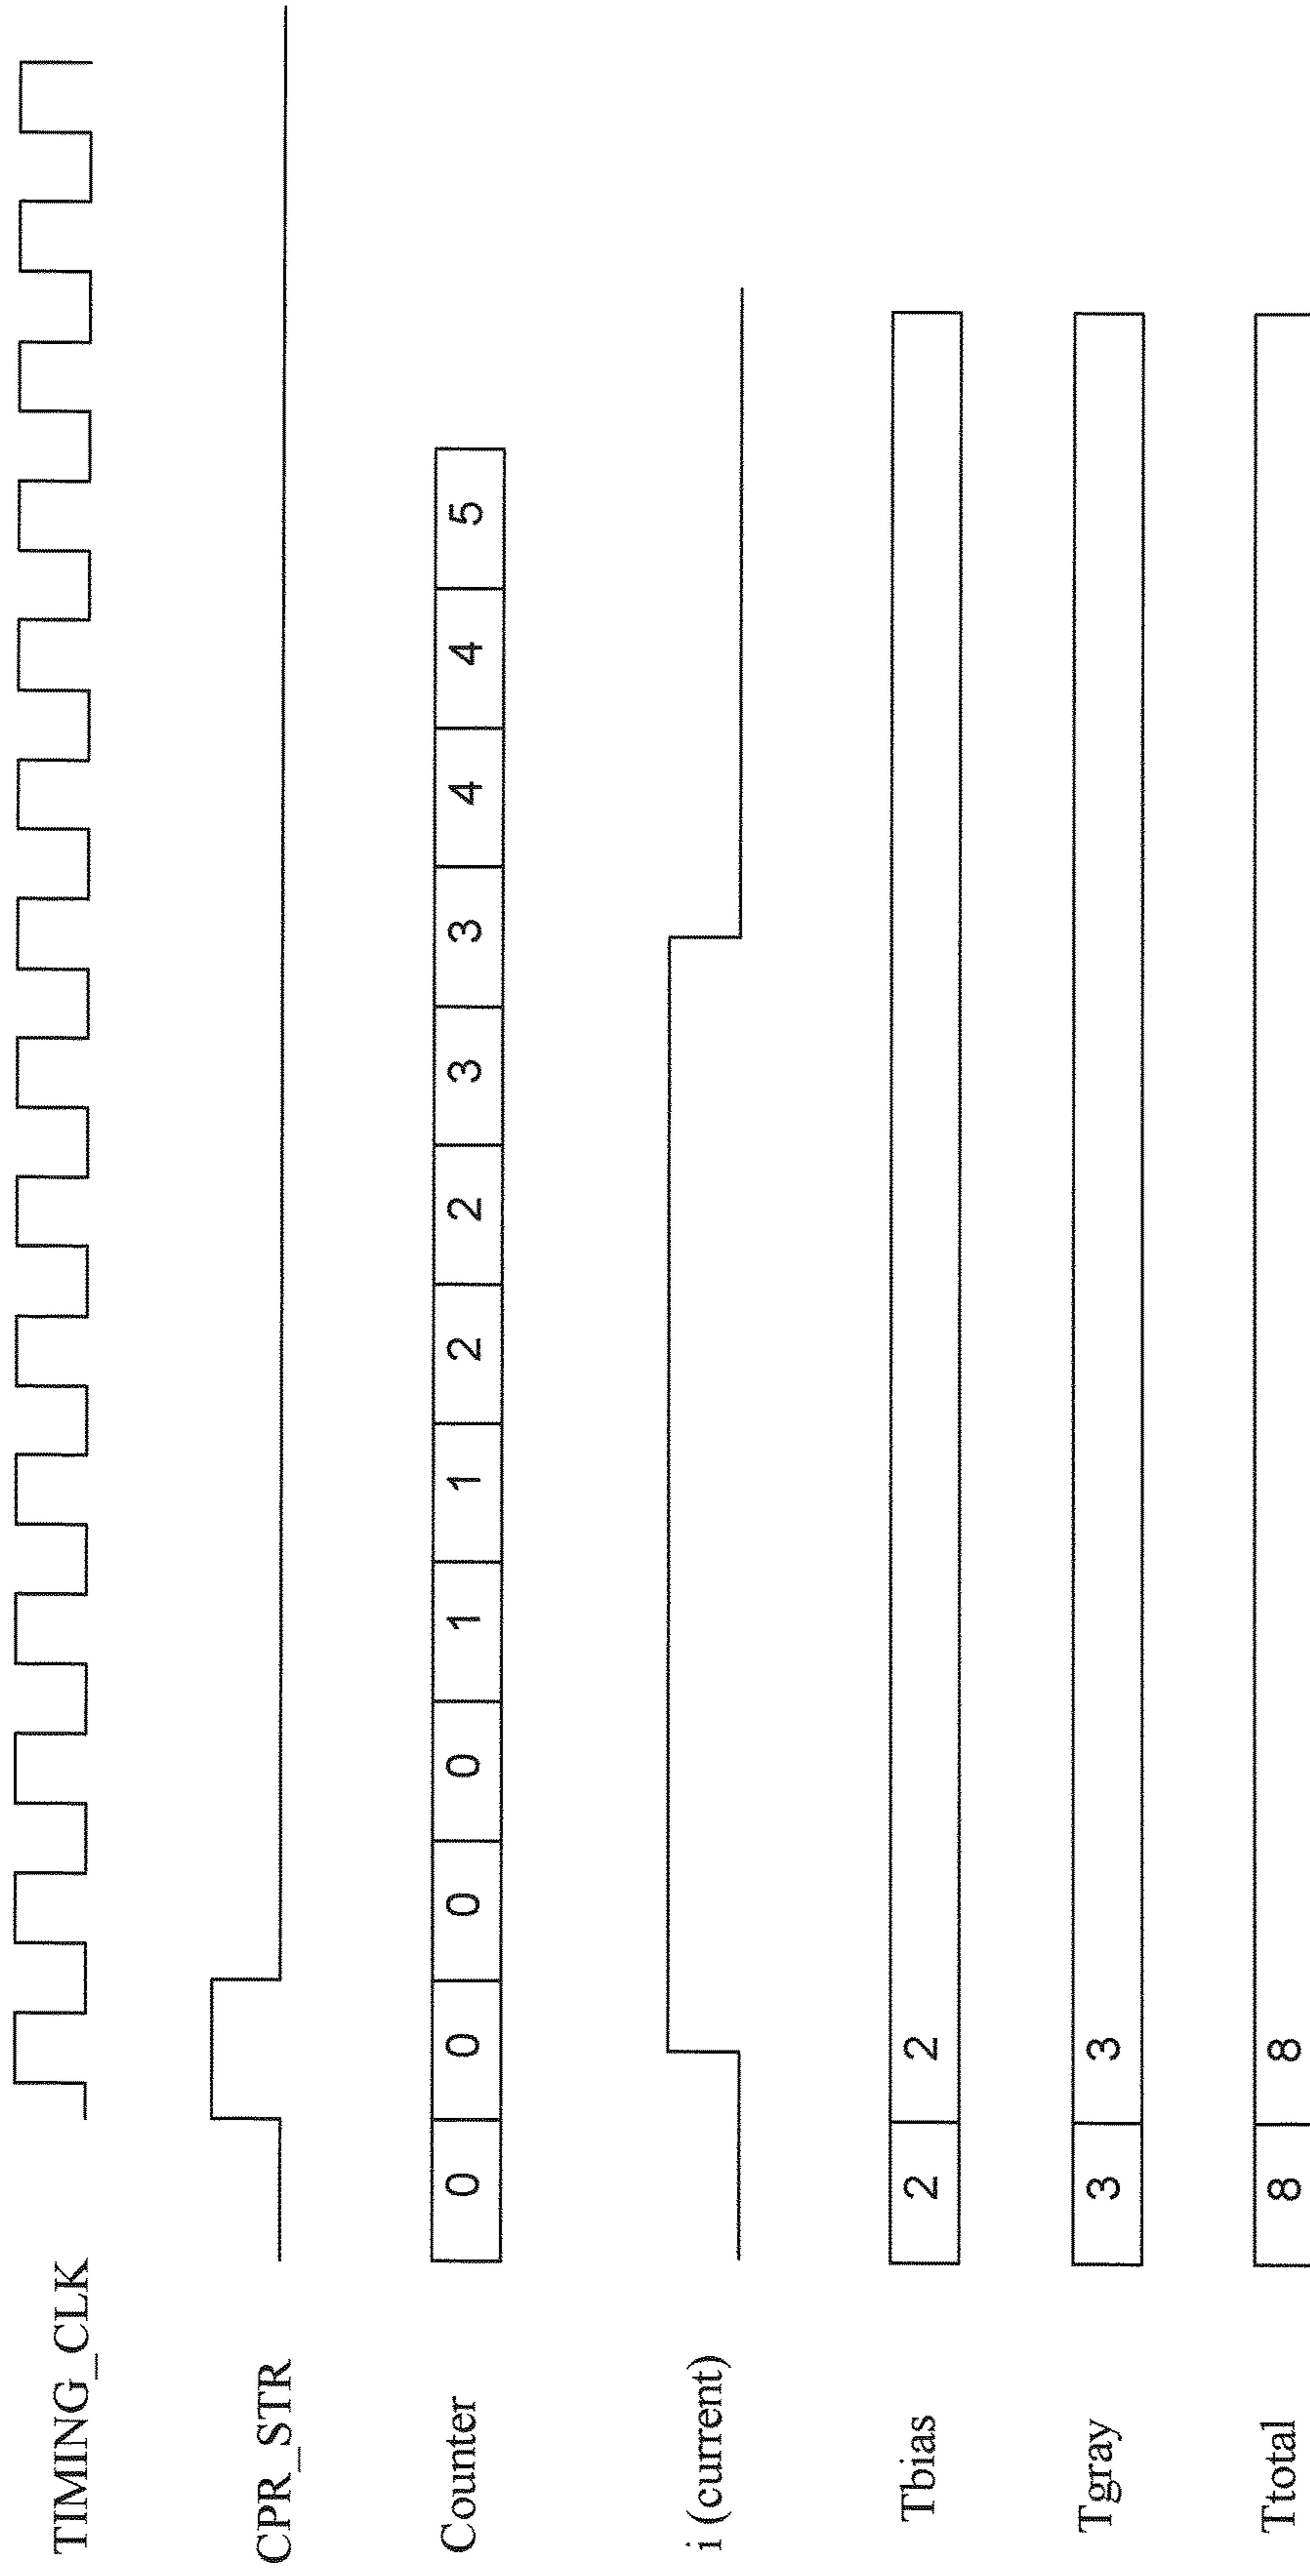 TIMING_CLK
CPR_STR
Counter 0 0 0 0 1 1 2 2 3 3 4 4 5
i (current)
Tbias 2 2
Tgray 3 3
Ttotal 8 8